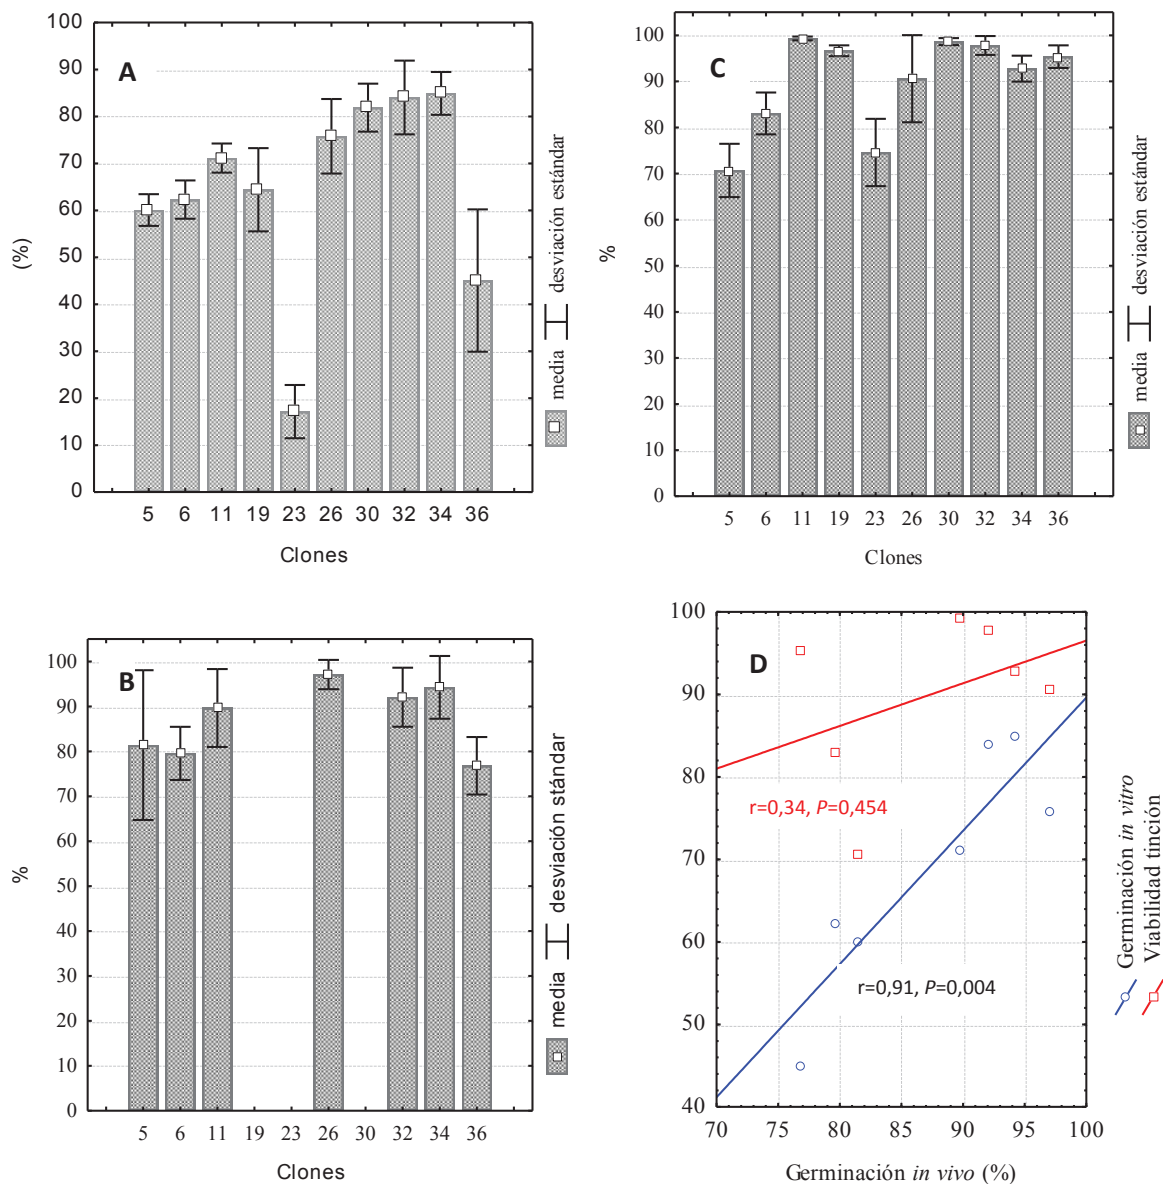 A
100
90
80
70
60
50
40
30
20
10
0
(%)
5 6 11 19 23 26 30 32 34 36
Clones
media desviación estándar
C
100
90
80
70
60
50
40
30
20
10
0
%
5 6 11 19 23 26 30 32 34 36
Clones
media desviación estándar
B
100
90
80
70
60
50
40
30
20
10
0
%
5 6 11 19 23 26 30 32 34 36
Clones
media desviación stándar
D
100
90
80
70
60
50
40
r=0,34, P=0,454
r=0,91, P=0,004
70 75 80 85 90 95 100
Germinación in vivo (%)
Germinación in vitro
Viabilidad tinción